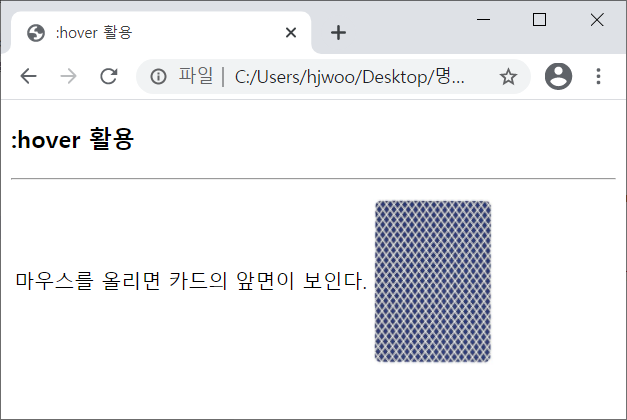 :hover 활용
파일 | C:/Users/hjwoo/Desktop/명...
:hover 활용
마우스를 올리면 카드의 앞면이 보인다.